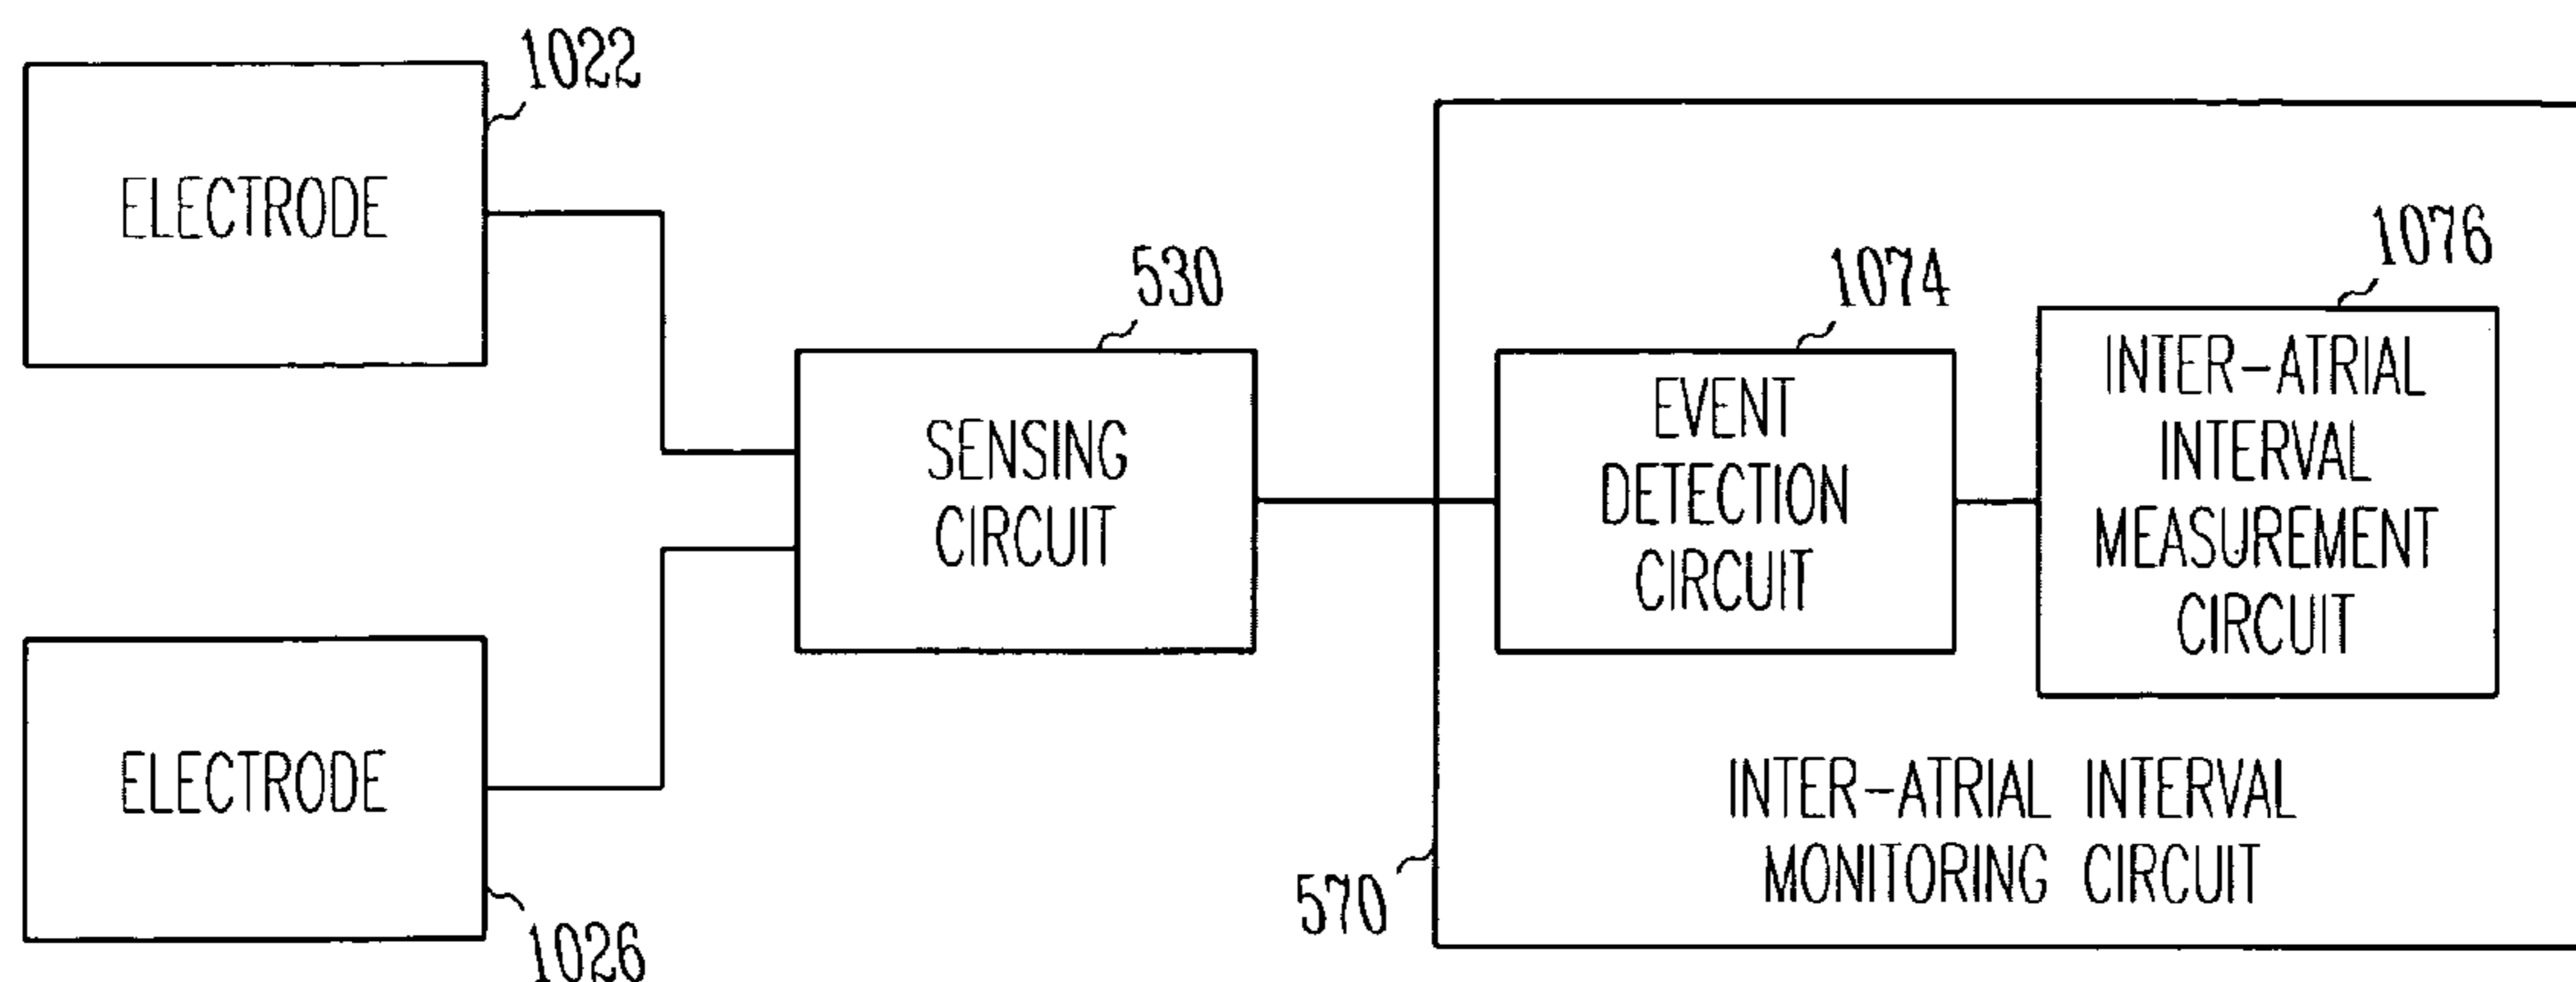 1022
ELECTRODE
530
SENSING
CIRCUIT
1074
EVENT
DETECTION
CIRCUIT
1076
INTER-ATRIAL
INTERVAL
MEASUREMENT
CIRCUIT
ELECTRODE
1026
INTER-ATRIAL INTERVAL
MONITORING CIRCUIT
570